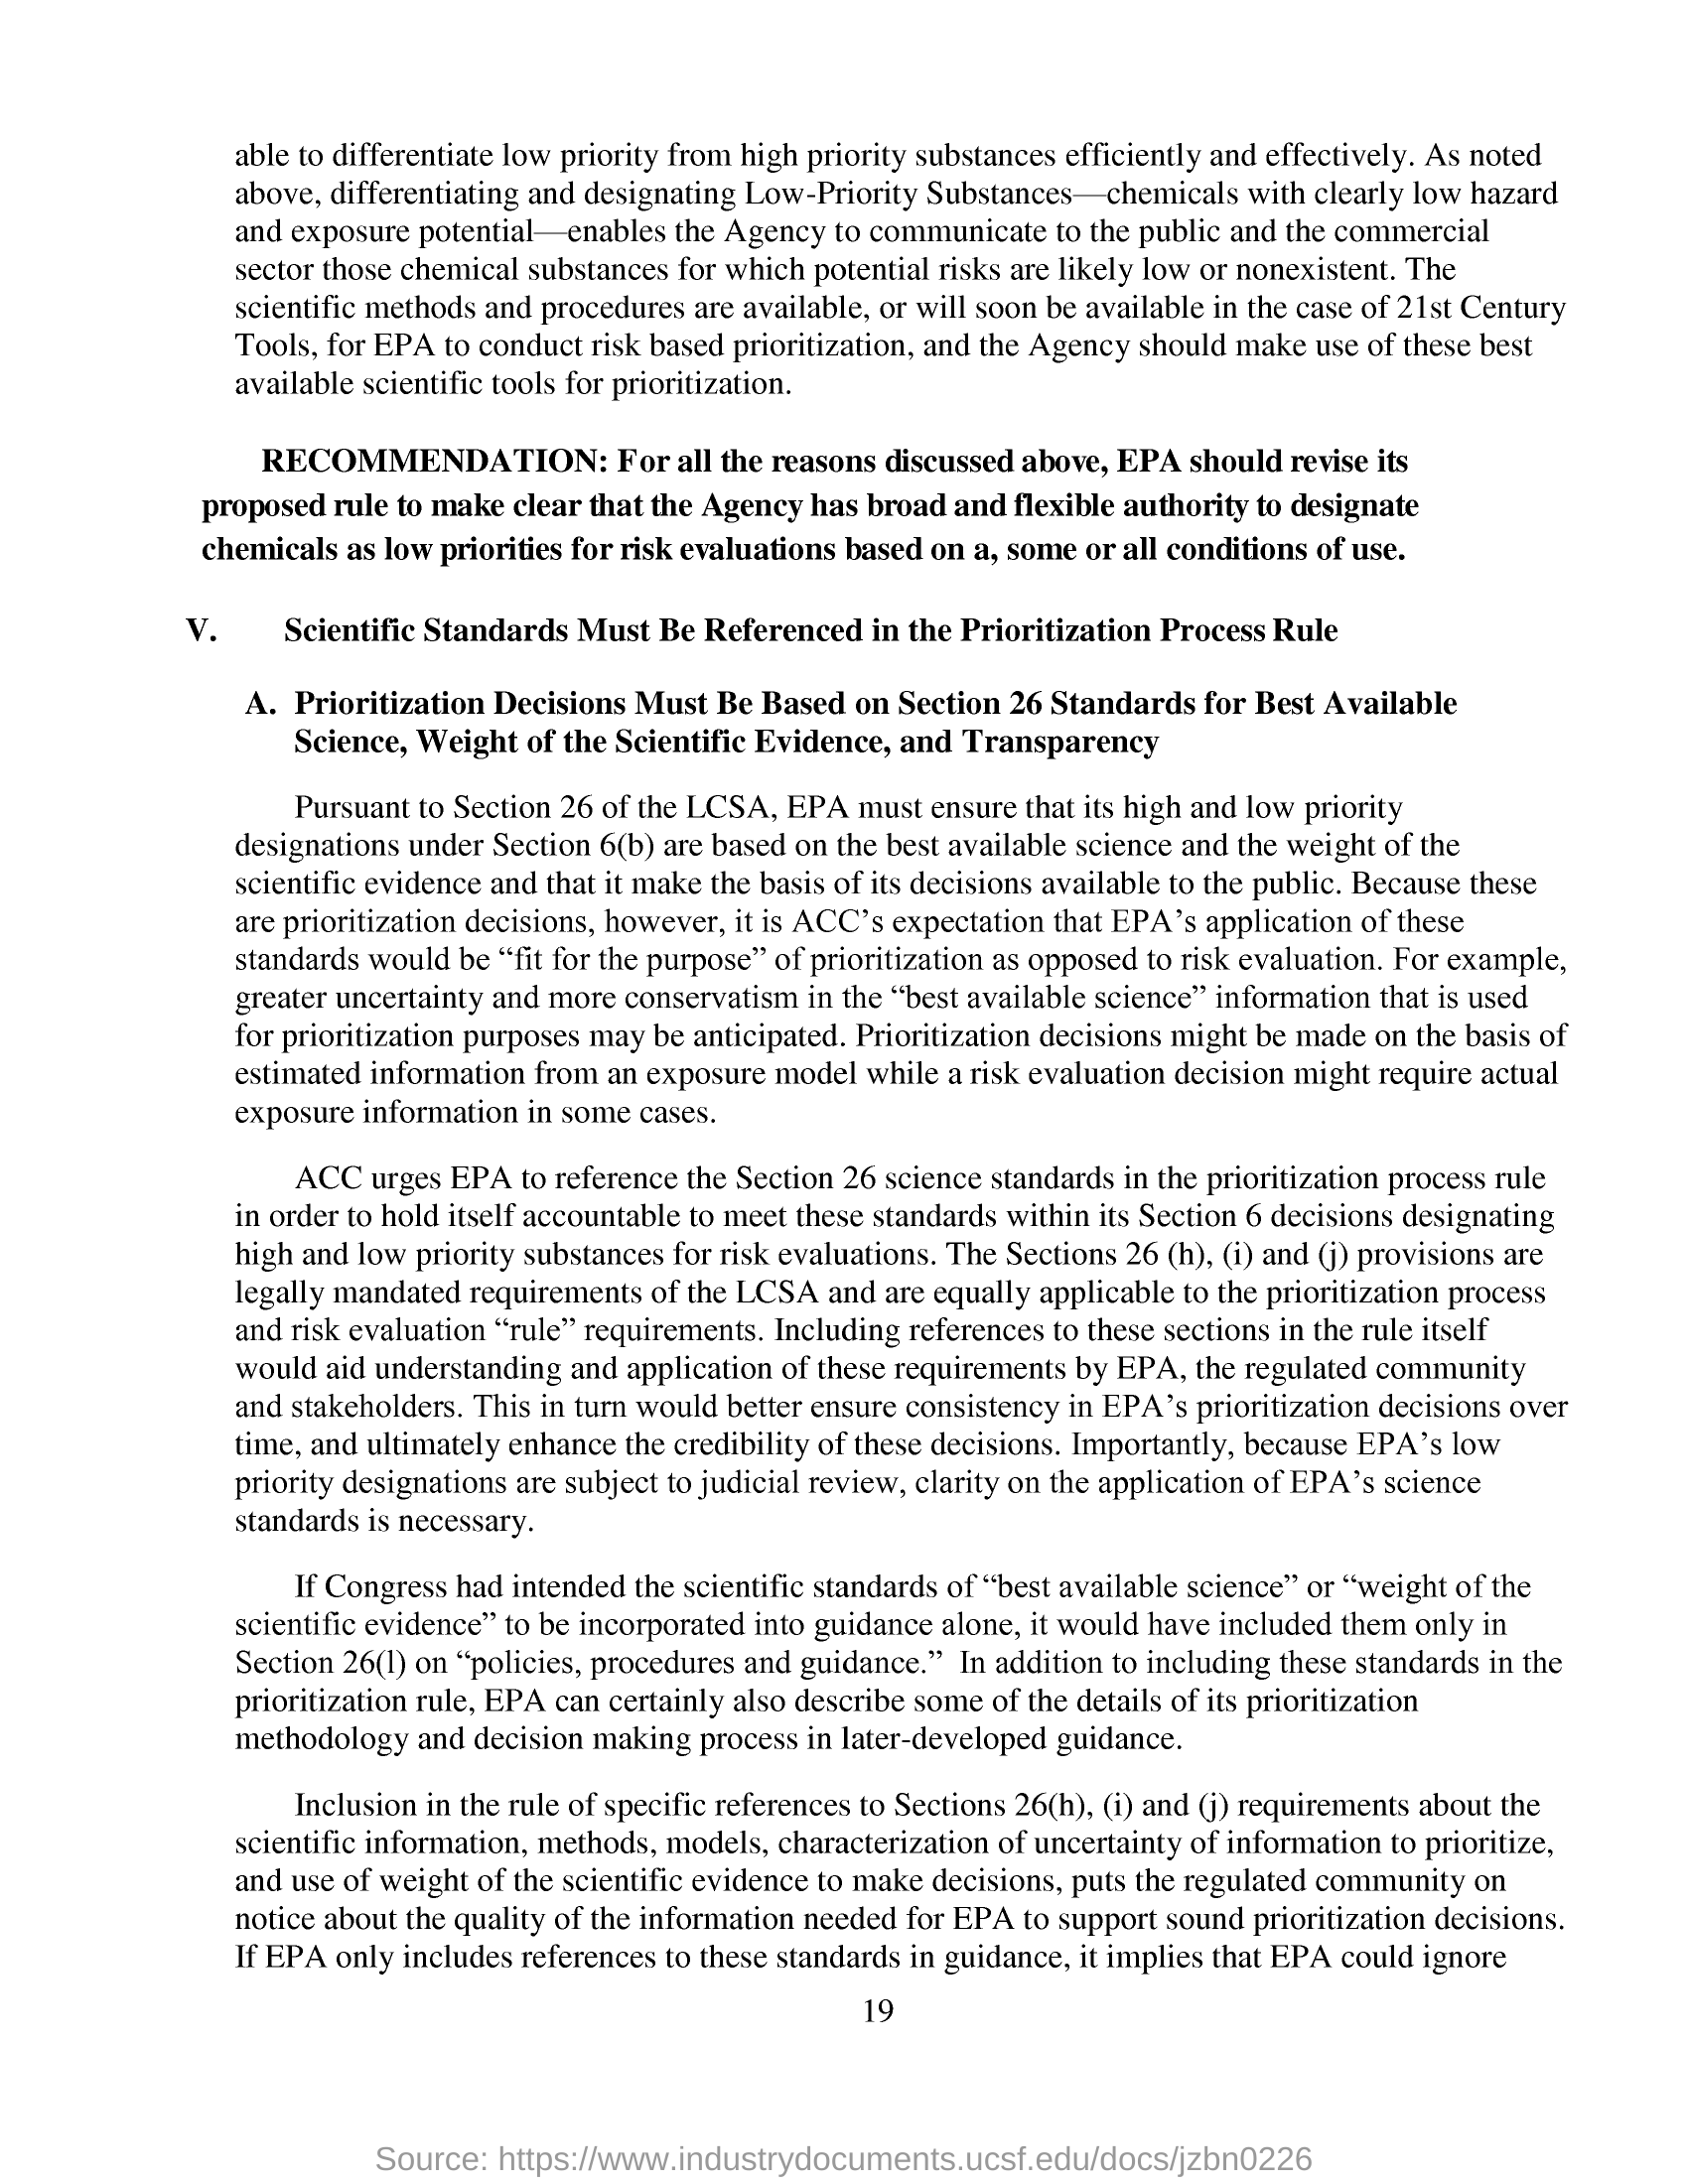 able to differentiate low priority from high priority substances efficiently and effectively. As noted
above, differentiating and designating Low-Priority Substances—chemicals with clearly low hazard
and exposure potential—enables the Agency to communicate to the public and the commercial
sector those chemical substances for which potential risks are likely low or nonexistent. The
scientific methods and procedures are available, or will soon be available in the case of 21st Century
Tools, for EPA to conduct risk based prioritization, and the Agency should make use of these best
available scientific tools for prioritization.
RECOMMENDATION: For all the reasons discussed above, EPA should revise its
proposed rule to make clear that the Agency has broad and flexible authority to designate
chemicals as low priorities for risk evaluations based on a, some or all conditions of use.
V. Scientific Standards Must Be Referenced in the Prioritization Process Rule
A. Prioritization Decisions Must Be Based on Section 26 Standards for Best Available
Science, Weight of the Scientific Evidence, and Transparency
Pursuant to Section 26 of the LCSA, EPA must ensure that its high and low priority
designations under Section 6(b) are based on the best available science and the weight of the
scientific evidence and that it make the basis of its decisions available to the public. Because these
are prioritization decisions, however, it is ACC’s expectation that EPA’s application of these
standards would be “fit for the purpose” of prioritization as opposed to risk evaluation. For example,
greater uncertainty and more conservatism in the “best available science” information that is used
for prioritization purposes may be anticipated. Prioritization decisions might be made on the basis of
estimated information from an exposure model while a risk evaluation decision might require actual
exposure information in some cases.
ACC urges EPA to reference the Section 26 science standards in the prioritization process rule
in order to hold itself accountable to meet these standards within its Section 6 decisions designating
high and low priority substances for risk evaluations. The Sections 26 (h), (i) and (j) provisions are
legally mandated requirements of the LCSA and are equally applicable to the prioritization process
and risk evaluation “rule” requirements. Including references to these sections in the rule itself
would aid understanding and application of these requirements by EPA, the regulated community
and stakeholders. This in turn would better ensure consistency in EPA’s prioritization decisions over
time, and ultimately enhance the credibility of these decisions. Importantly, because EPA’s low
priority designations are subject to judicial review, clarity on the application of EPA’s science
standards is necessary.
If Congress had intended the scientific standards of “best available science” or “weight of the
scientific evidence” to be incorporated into guidance alone, it would have included them only in
Section 26(l) on “policies, procedures and guidance.”  In addition to including these standards in the
prioritization rule, EPA can certainly also describe some of the details of its prioritization
methodology and decision making process in later-developed guidance.
Inclusion in the rule of specific references to Sections 26(h), (i) and (j) requirements about the
scientific information, methods, models, characterization of uncertainty of information to prioritize,
and use of weight of the scientific evidence to make decisions, puts the regulated community on
notice about the quality of the information needed for EPA to support sound prioritization decisions.
If EPA only includes references to these standards in guidance, it implies that EPA could ignore
19
Source: https://www.industrydocuments.ucsf.edu/docs/jzbn0226